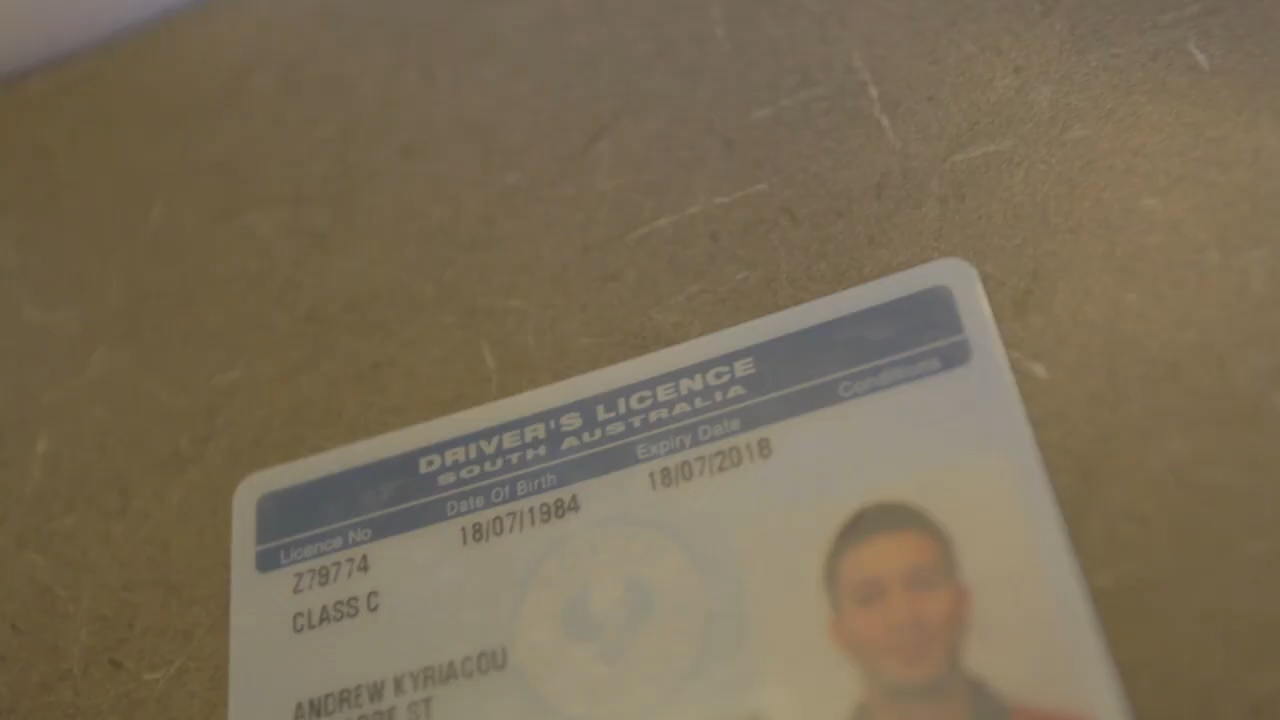 DRIVER'S LICENCE
SOUTH AUSTRALIA
Licence No Date Of Birth Expiry Date Conditions
Z79774 18/07/1984 18/07/2018
CLASS C
ANDREW KYRIACOU
ST